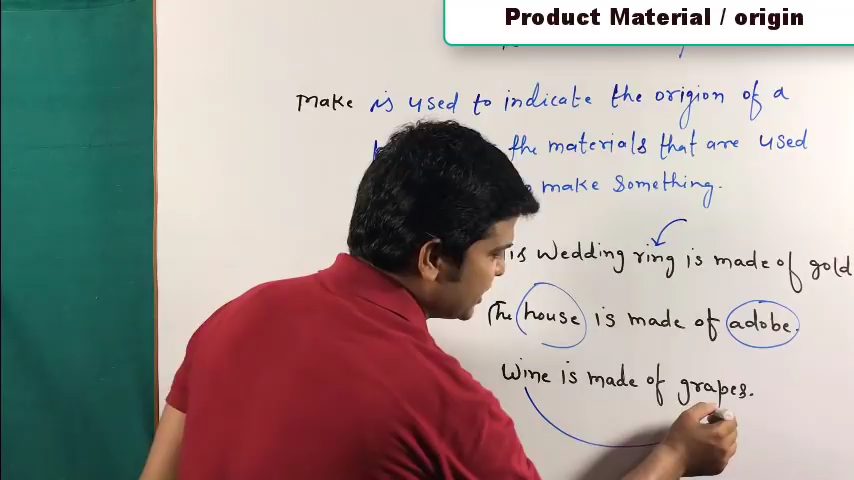 Product Material / origin
make is used to indicate the origion of a
the materials that are used
make something.
is Wedding ring is made of gold
The house is made of adobe.
Wine is made of grapes.